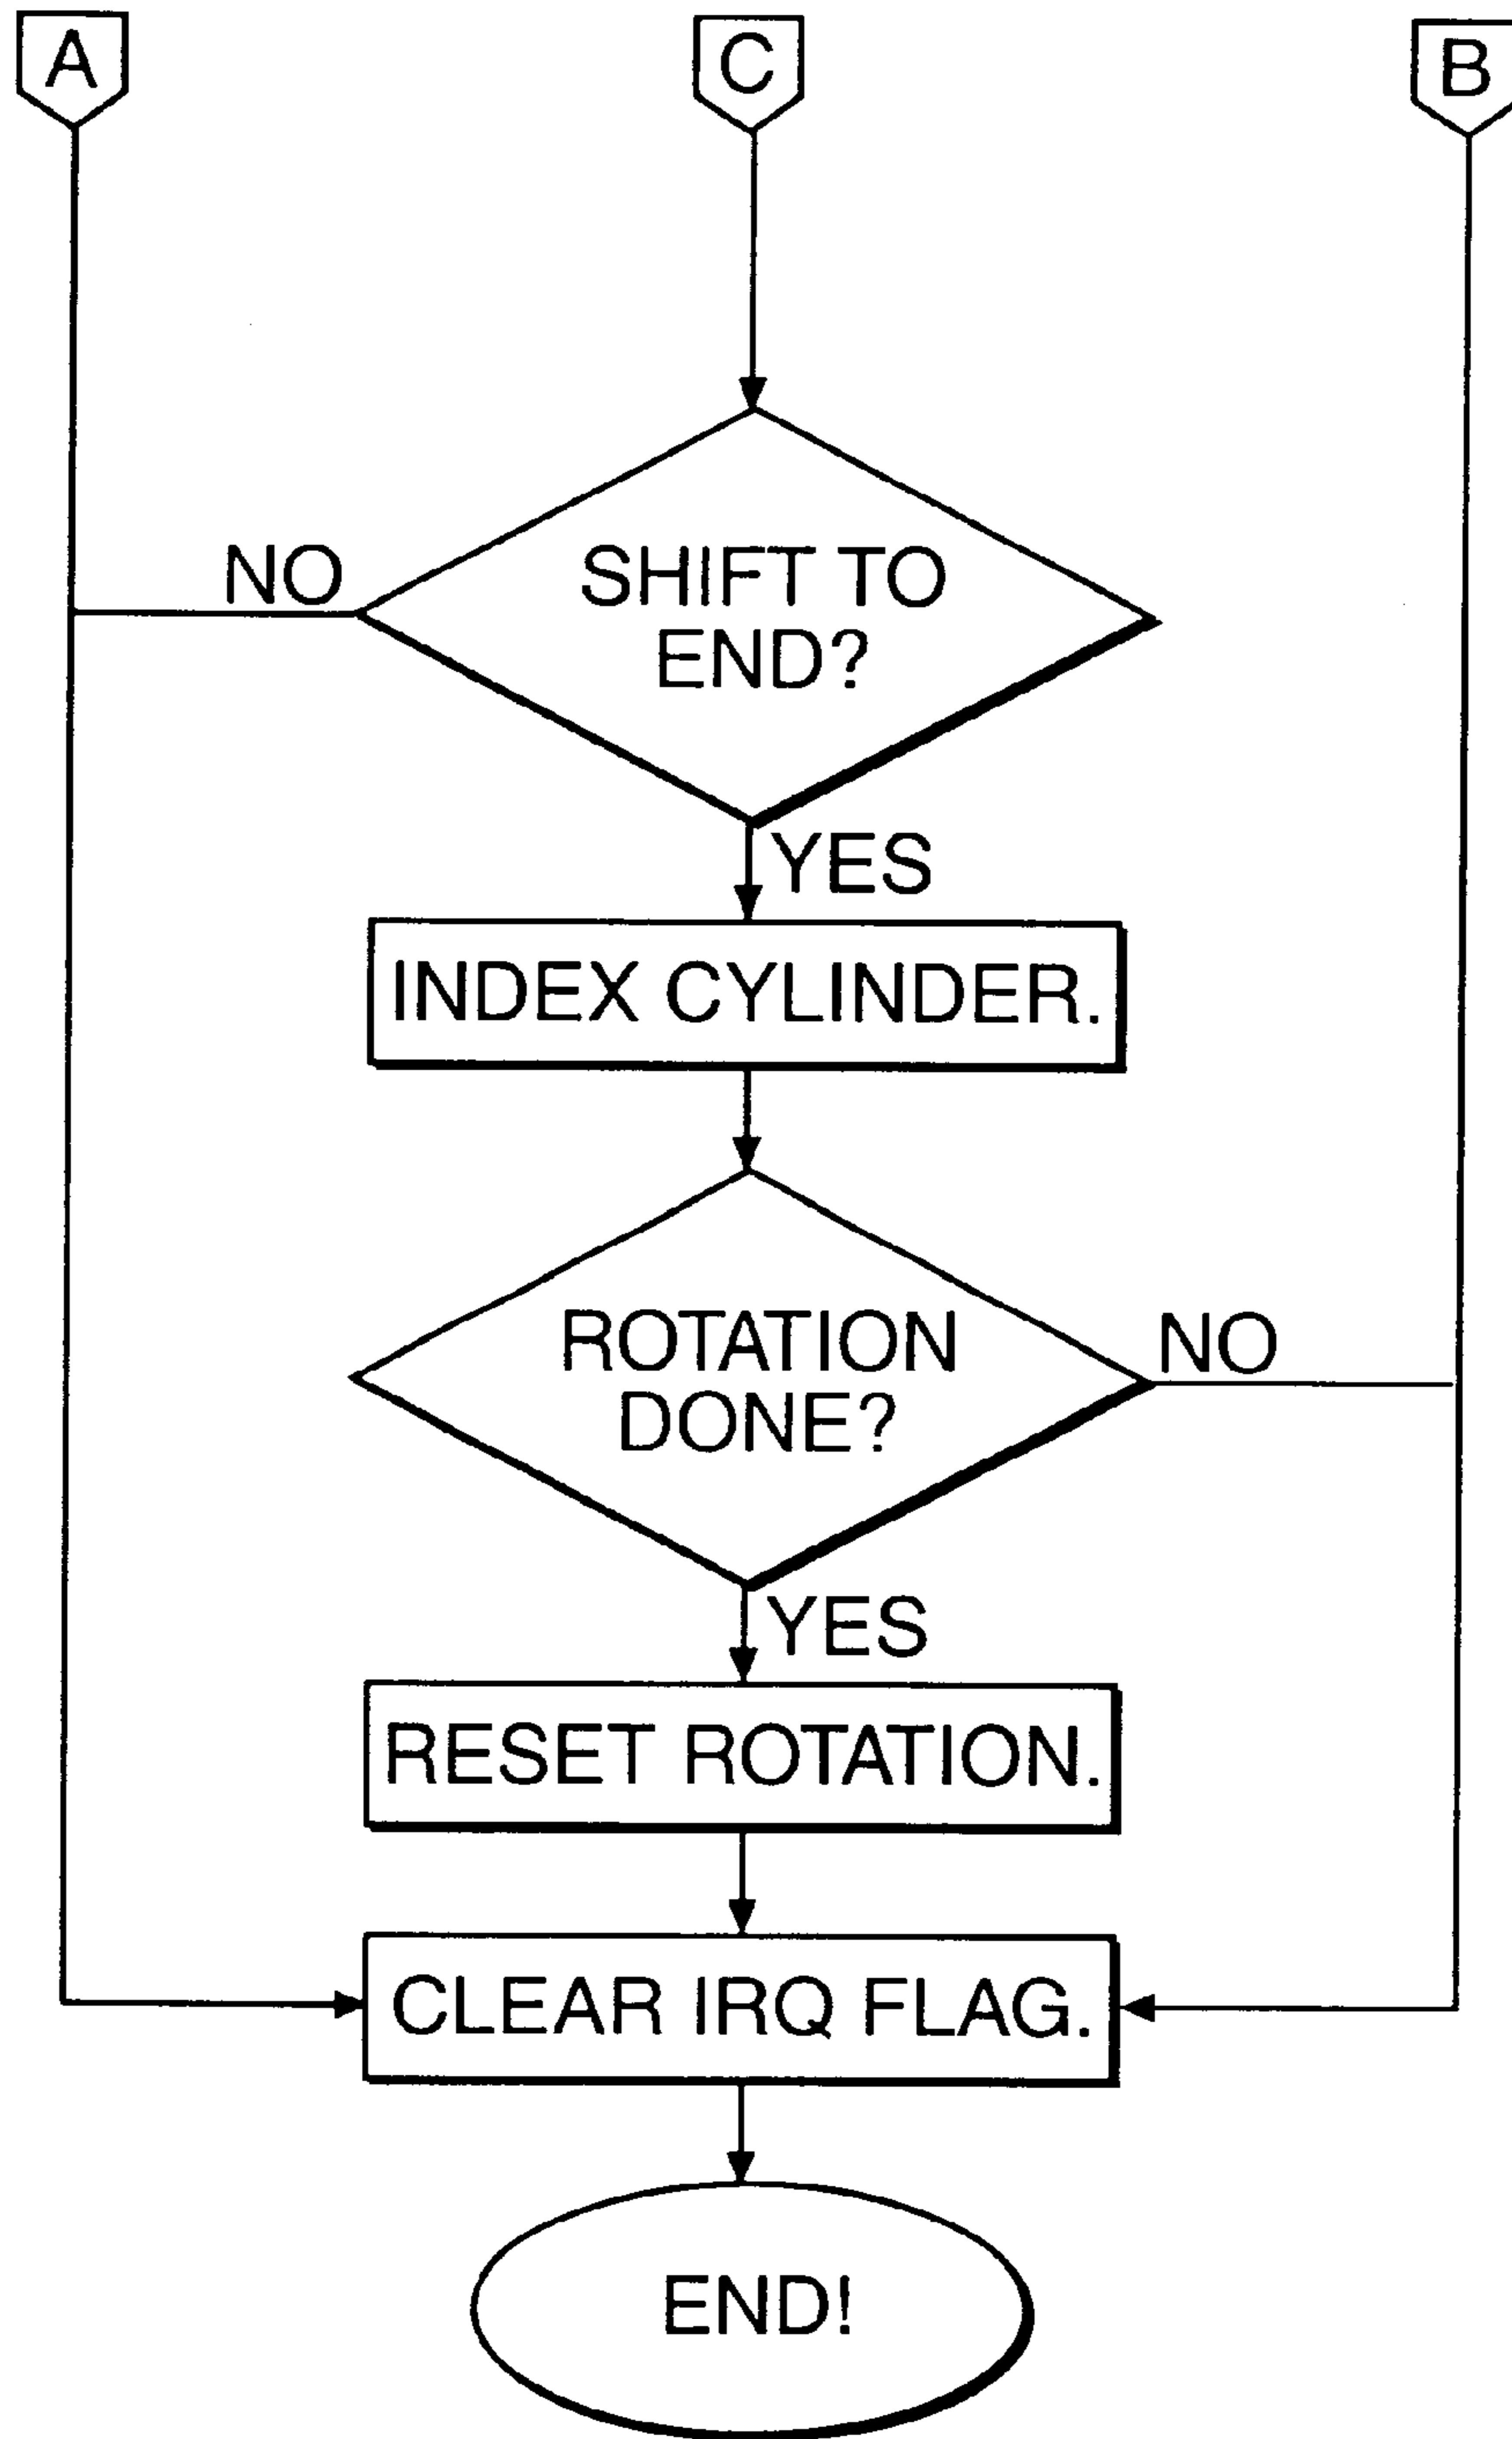 A
C
B
NO
SHIFT TO
END?
YES
INDEX CYLINDER.
ROTATION
DONE?
NO
YES
RESET ROTATION.
CLEAR IRQ FLAG.
END!